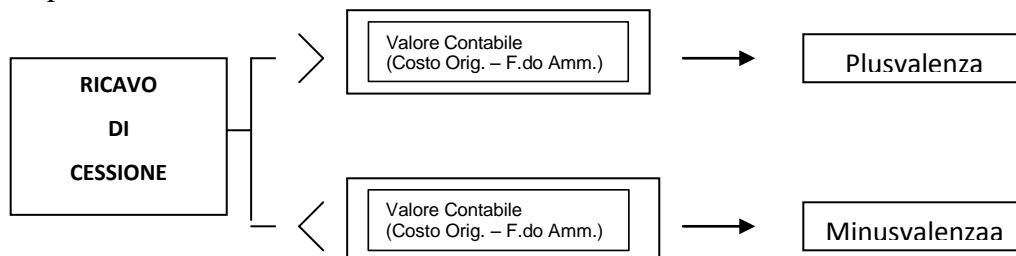 RICAVO
DI
CESSIONE
Valore Contabile
(Costo Orig. – F.do Amm.)
Plusvalenza
Valore Contabile
(Costo Orig. – F.do Amm.)
Minusvalenzaa